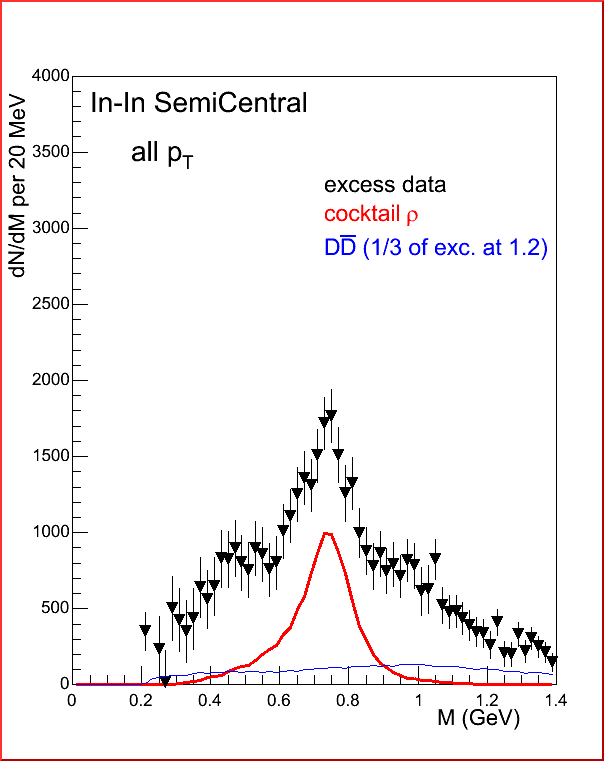 4000
In-In SemiCentral
3500
all pT
3000
2500
2000
1500
1000
500
0
dN/dM per 20 MeV
excess data
cocktail ρ
DD̅ (1/3 of exc. at 1.2)
0 0.2 0.4 0.6 0.8 1 1.2 1.4
M (GeV)